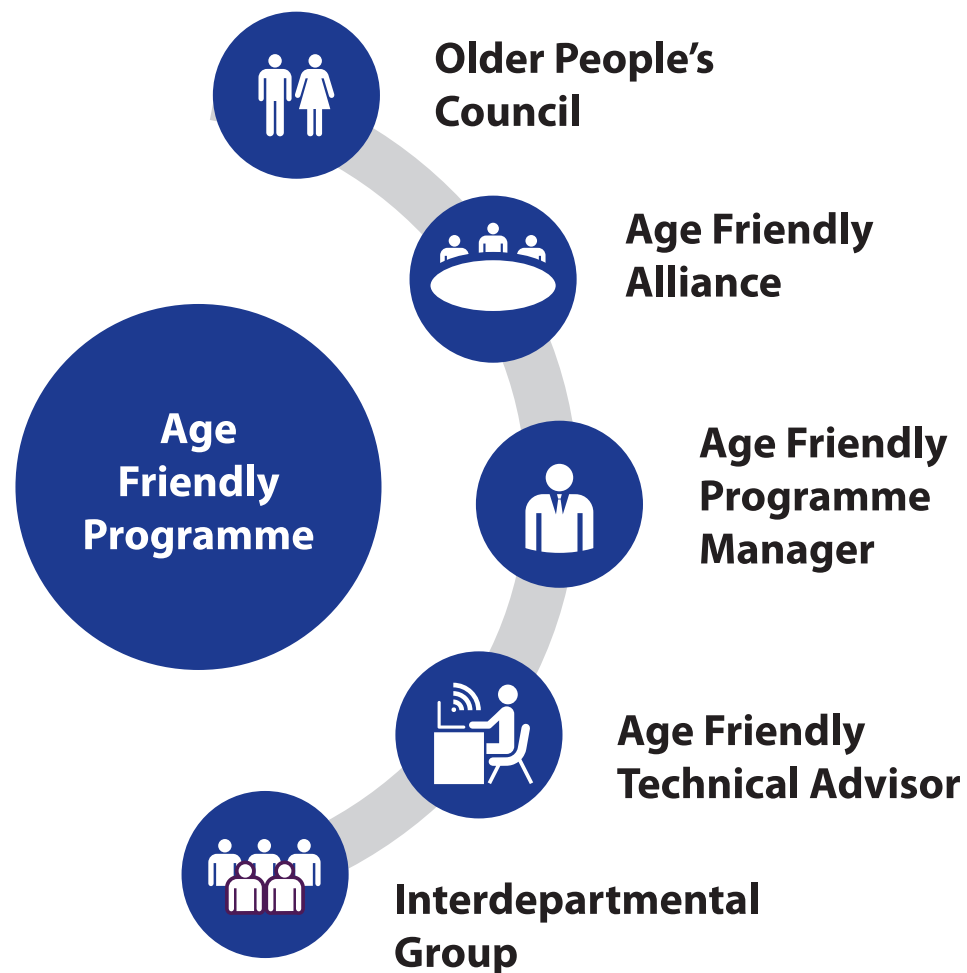 Older People’s
Council
Age Friendly
Alliance
Age
Friendly
Programme
Age Friendly
Programme
Manager
Age Friendly
Technical Advisor
Interdepartmental
Group